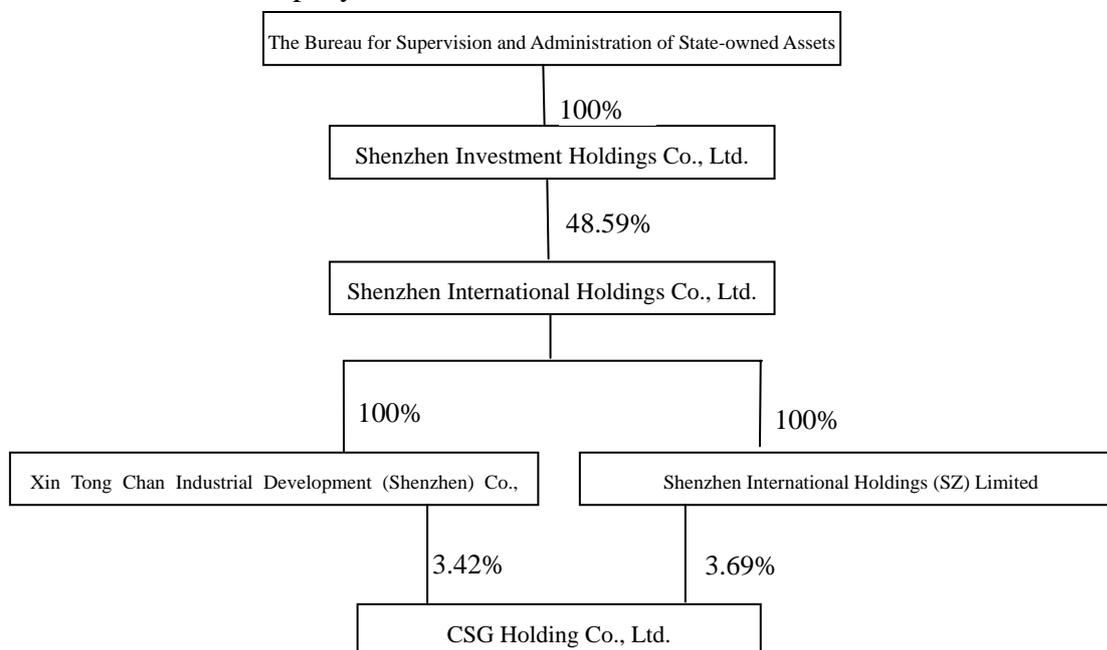 The Bureau for Supervision and Administration of State-owned Assets
100%
Shenzhen Investment Holdings Co., Ltd.
48.59%
Shenzhen International Holdings Co., Ltd.
100%
100%
Xin Tong Chan Industrial Development (Shenzhen) Co.,
Shenzhen International Holdings (SZ) Limited
3.42%
3.69%
CSG Holding Co., Ltd.